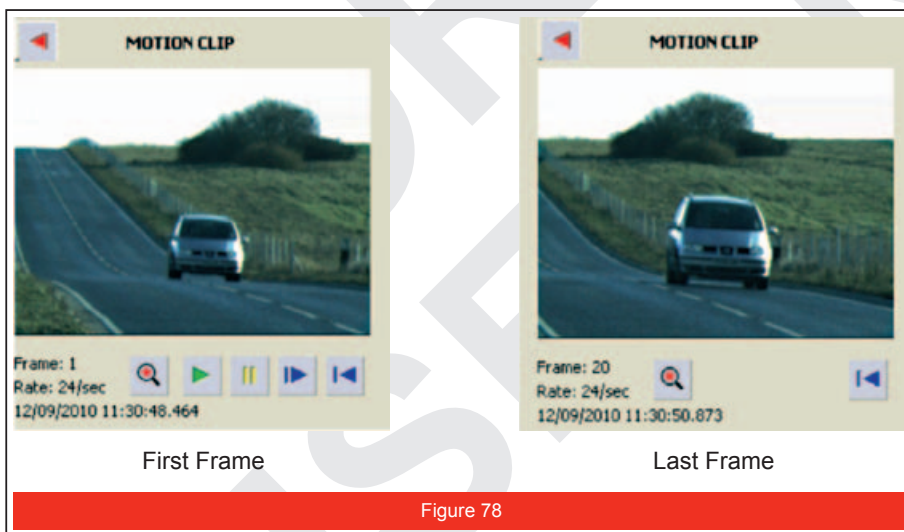 MOTION CLIP
Frame: 1
Rate: 24/sec
12/09/2010 11:30:48.464
First Frame
MOTION CLIP
Frame: 20
Rate: 24/sec
12/09/2010 11:30:50.873
Last Frame
Figure 78